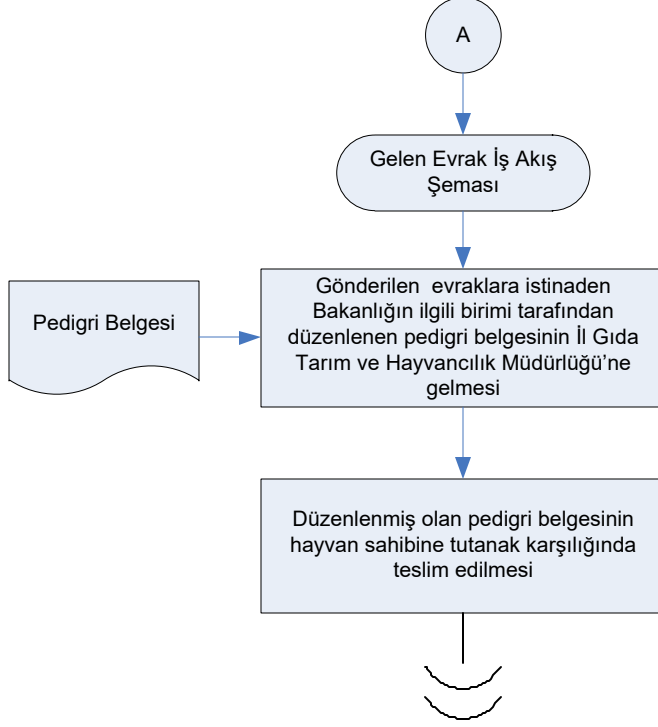 A
Gelen Evrak İş Akış
Şeması
Pedigri Belgesi
Gönderilen evraklara istinaden
Bakanlığın ilgili birimi tarafından
düzenlenen pedigri belgesinin İl Gıda
Tarım ve Hayvancılık Müdürlüğü’ne
gelmesi
Düzenlenmiş olan pedigri belgesinin
hayvan sahibine tutanak karşılığında
teslim edilmesi